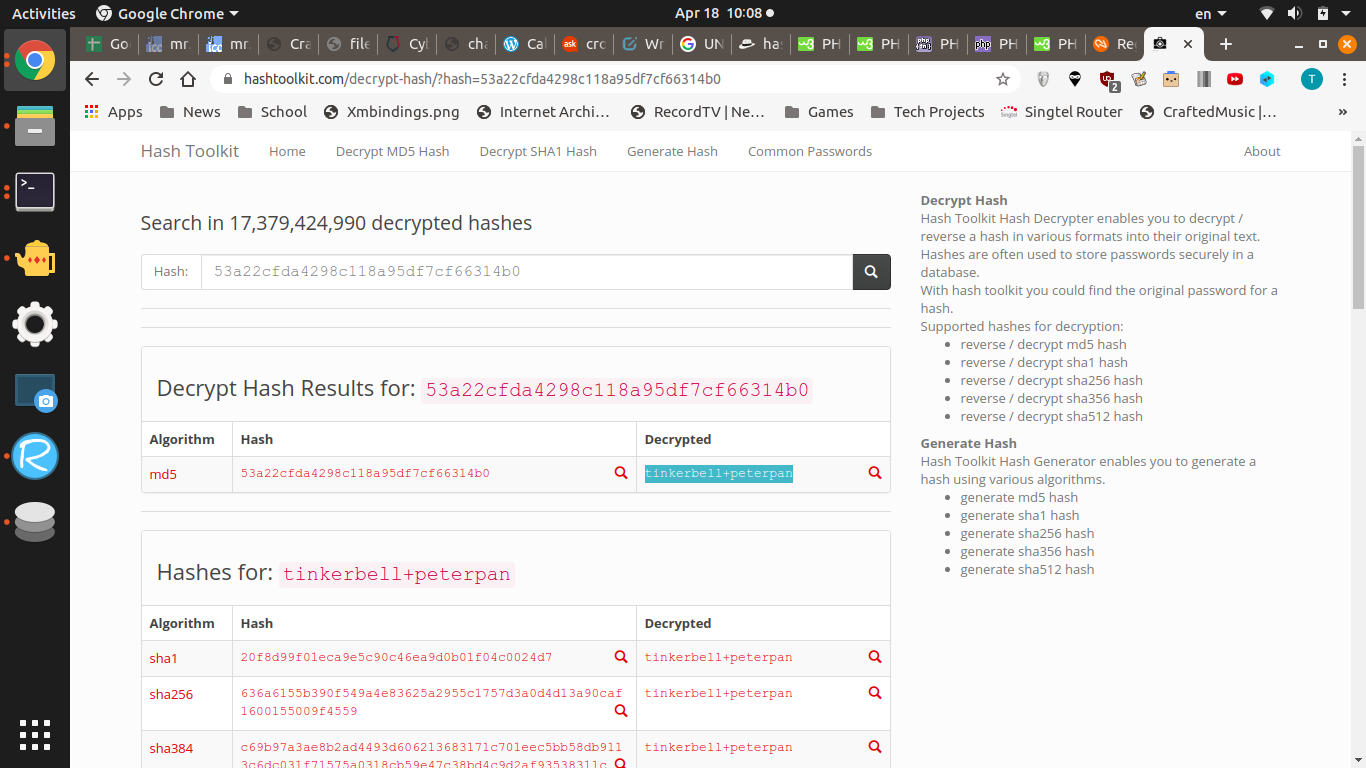 Activities Google Chrome Apr 18 10:08 en
Go mr. mr. Cra file Cyb cha Cal cro Wr UN ha: PH PH PH PH PH Reg
hashtoolkit.com/decrypt-hash/?hash=53a22cfda4298c118a95df7cf66314b0 2 T
Apps News School Xmbindings.png Internet Archi… RecordTV | Ne… Games Tech Projects Singtel Router CraftedMusic |… »
Hash Toolkit Home Decrypt MD5 Hash Decrypt SHA1 Hash Generate Hash Common Passwords About
Search in 17,379,424,990 decrypted hashes
Hash: 53a22cfda4298c118a95df7cf66314b0
Decrypt Hash Results for: 53a22cfda4298c118a95df7cf66314b0
Algorithm Hash Decrypted
md5 53a22cfda4298c118a95df7cf66314b0 tinkerbell+peterpan
Hashes for: tinkerbell+peterpan
Algorithm Hash Decrypted
sha1 20f8d99f01eca9e5c90c46ea9d0b01f04c0024d7 tinkerbell+peterpan
sha256 636a6155b390f549a4e83625a2955c1757d3a0d4d13a90caf tinkerbell+peterpan
1600155009f4559
sha384 c69b97a3ae8b2ad4493d606213683171c701eec5bb58db911 tinkerbell+peterpan
3c6dc031f71575a0318cb59e47c38bd4c9d2af93538311c
Decrypt Hash
Hash Toolkit Hash Decrypter enables you to decrypt /
reverse a hash in various formats into their original text.
Hashes are often used to store passwords securely in a
database.
With hash toolkit you could find the original password for a
hash.
Supported hashes for decryption:
reverse / decrypt md5 hash
reverse / decrypt sha1 hash
reverse / decrypt sha256 hash
reverse / decrypt sha356 hash
reverse / decrypt sha512 hash
Generate Hash
Hash Toolkit Hash Generator enables you to generate a
hash using various algorithms.
generate md5 hash
generate sha1 hash
generate sha256 hash
generate sha356 hash
generate sha512 hash